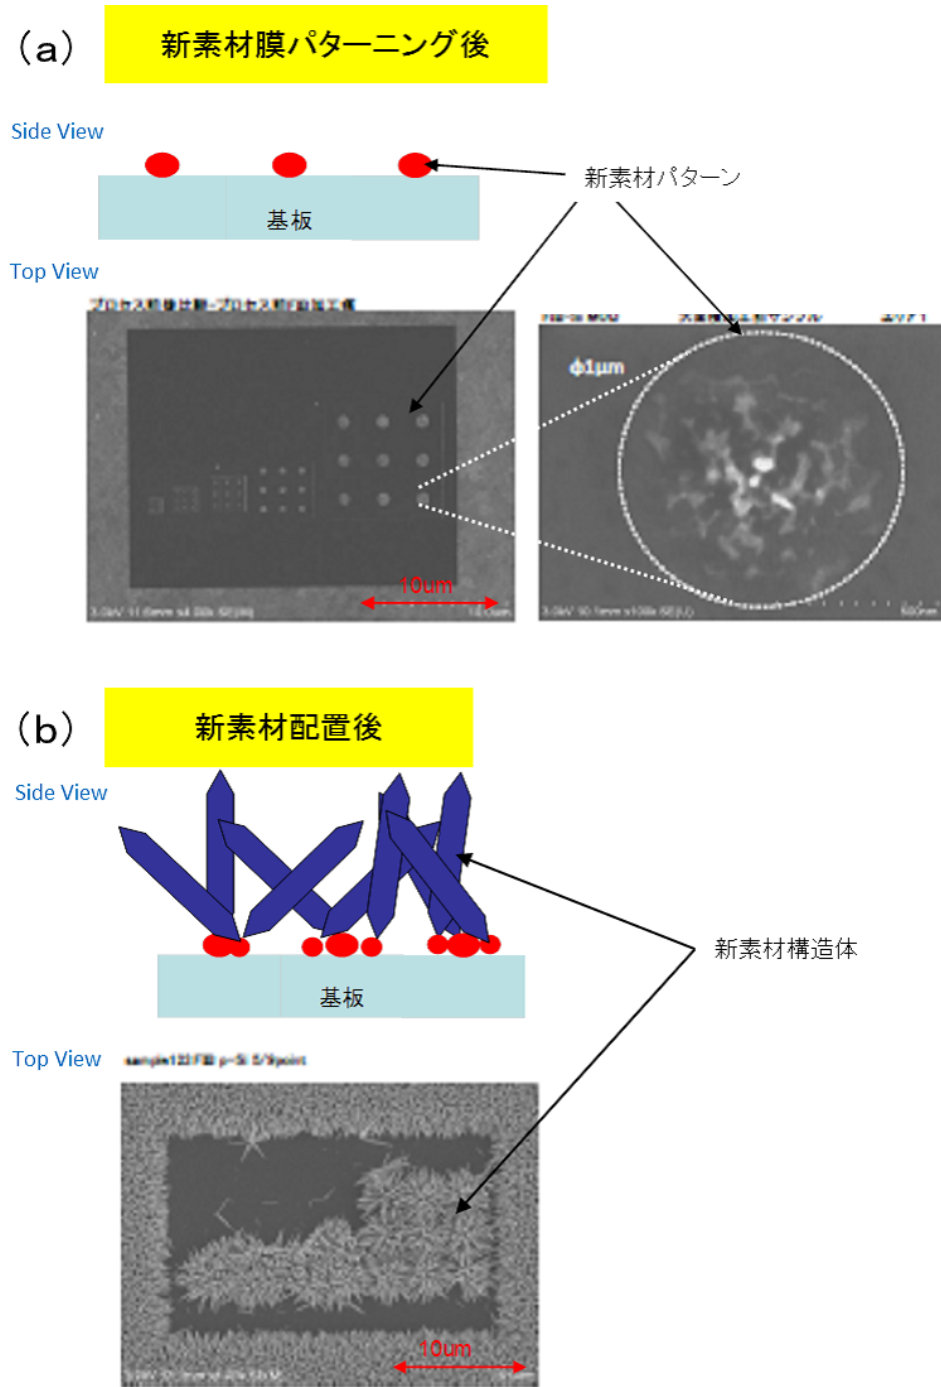 (a)
新素材膜パターニング後
Side View
新素材パターン
基板
Top View
φ1μm
10um
(b)
新素材配置後
Side View
新素材構造体
基板
Top View
10um